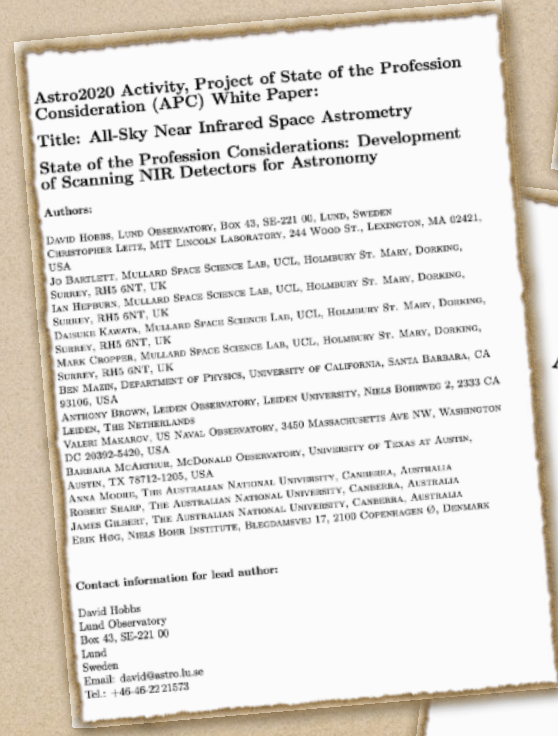 Astro2020 Activity, Project of State of the Profession
Consideration (APC) White Paper:
Title: All-Sky Near Infrared Space Astrometry
State of the Profession Considerations: Development
of Scanning NIR Detectors for Astronomy
Authors:
David Hobbs, Lund Observatory, Box 43, SE-221 00, Lund, Sweden
Christopher Leitz, MIT Lincoln Laboratory, 244 Wood St., Lexington, MA 02421,
USA
Jo Bartlett, Mullard Space Science Lab, UCL, Holmbury St. Mary, Dorking,
Surrey, RH5 6NT, UK
Ian Hepburn, Mullard Space Science Lab, UCL, Holmbury St. Mary, Dorking,
Surrey, RH5 6NT, UK
Daisuke Kawata, Mullard Space Science Lab, UCL, Holmbury St. Mary, Dorking,
Surrey, RH5 6NT, UK
Mark Cropper, Mullard Space Science Lab, UCL, Holmbury St. Mary, Dorking,
Surrey, RH5 6NT, UK
Ben Mazin, Department of Physics, University of California, Santa Barbara, CA
93106, USA
Anthony Brown, Leiden Observatory, Leiden University, Niels Bohrweg 2, 2333 CA
Leiden, The Netherlands
Valeri Makarov, US Naval Observatory, 3450 Massachusetts Ave NW, Washington
DC 20392-5420, USA
Barbara McArthur, McDonald Observatory, University of Texas at Austin,
Austin, TX 78712-1205, USA
Anna Moore, The Australian National University, Canberra, Australia
Robert Sharp, The Australian National University, Canberra, Australia
James Gilbert, The Australian National University, Canberra, Australia
Erik Høg, Niels Bohr Institute, Blegdamsvej 17, 2100 Copenhagen Ø, Denmark
Contact information for lead author:
David Hobbs
Lund Observatory
Box 43, SE-221 00
Lund
Sweden
Email: david@astro.lu.se
Tel.: +46-46-2221573